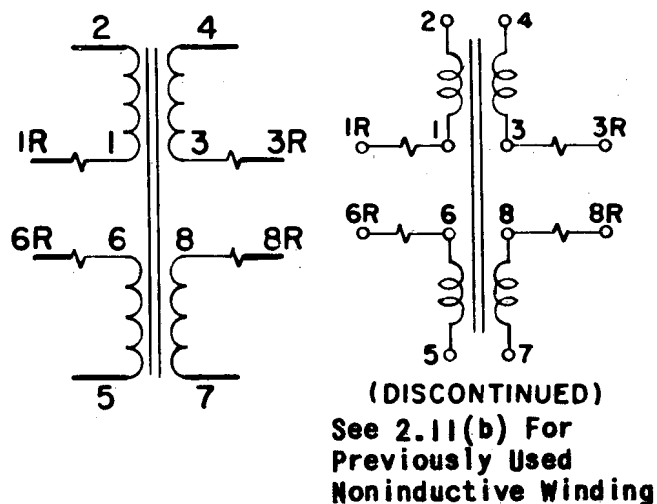 2 4
1R 1 3 3R
6R 6 8 8R
5 7
2 4
1R 1 3 3R
6R 6 8 8R
5 7
(DISCONTINUED)
See 2.11(b) For
Previously Used
Noninductive Winding